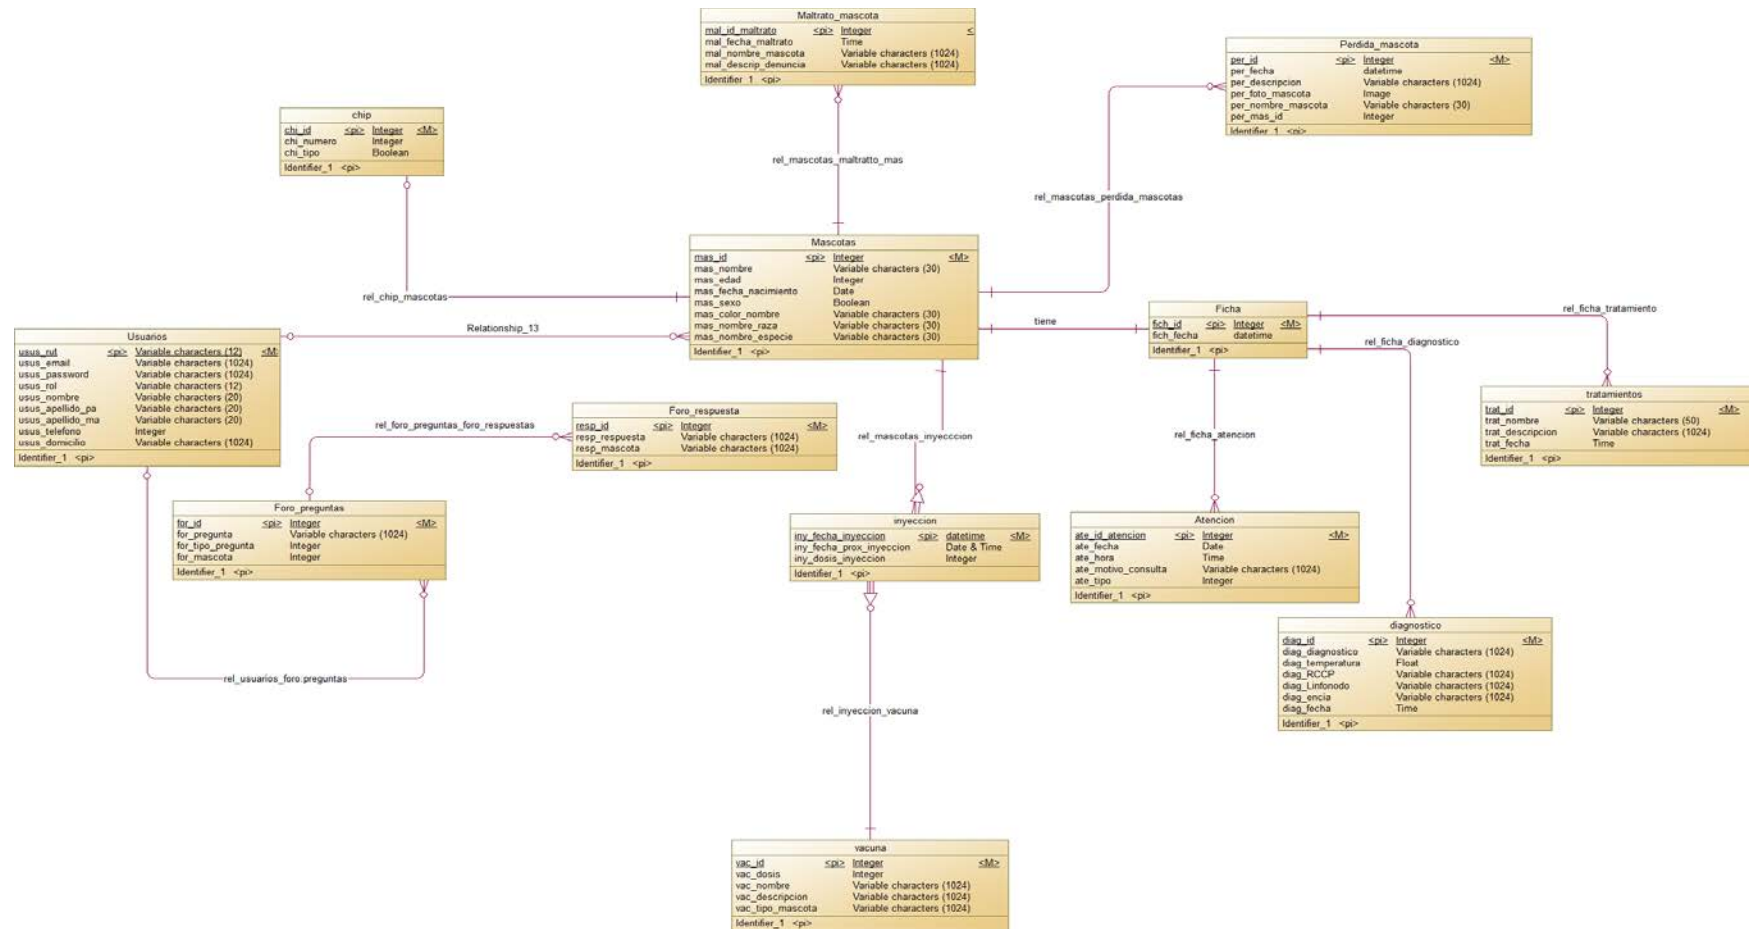 Maltrato_mascota
mal_id_maltrato <pi> Integer <
mal_fecha_maltrato Time
mal_nombre_mascota Variable characters (1024)
mal_descrip_denuncia Variable characters (1024)
Identifier_1 <pi>
Perdida_mascota
per_id <pi> Integer <M>
per_fecha datetime
per_descripcion Variable characters (1024)
per_foto_mascota Image
per_nombre_mascota Variable characters (30)
per_mas_id Integer
Identifier_1 <pi>
chip
chi_id <pi> Integer <M>
chi_numero Integer
chi_tipo Boolean
Identifier_1 <pi>
rel_mascotas_maltratto_mas
rel_mascotas_perdida_mascotas
Mascotas
mas_id <pi> Integer <M>
mas_nombre Variable characters (30)
mas_edad Integer
mas_fecha_nacimiento Date
mas_sexo Boolean
mas_color_nombre Variable characters (30)
mas_nombre_raza Variable characters (30)
mas_nombre_especie Variable characters (30)
Identifier_1 <pi>
rel_chip_mascotas
Relationship_13
tiene
Ficha
fich_id <pi> Integer <M>
fich_fecha datetime
Identifier_1 <pi>
rel_ficha_tratamiento
rel_ficha_diagnostico
Usuarios
usus_rut <pi> Variable characters (12) <M
usus_email Variable characters (1024)
usus_password Variable characters (1024)
usus_rol Variable characters (12)
usus_nombre Variable characters (20)
usus_apellido_pa Variable characters (20)
usus_apellido_ma Variable characters (20)
usus_telefono Integer
usus_domicilio Variable characters (1024)
Identifier_1 <pi>
tratamientos
trat_id <pi> Integer <M>
trat_nombre Variable characters (50)
trat_descripcion Variable characters (1024)
trat_fecha Time
Identifier_1 <pi>
Foro_respuesta
resp_id <pi> Integer <M>
resp_respuesta Variable characters (1024)
resp_mascota Variable characters (1024)
Identifier_1 <pi>
rel_foro_preguntas_foro_respuestas
rel_mascotas_inyecccion
rel_ficha_atencion
Foro_preguntas
for_id <pi> Integer <M>
for_pregunta Variable characters (1024)
for_tipo_pregunta Integer
for_mascota Integer
Identifier_1 <pi>
inyeccion
iny_fecha_inyeccion <pi> datetime <M>
iny_fecha_prox_inyeccion Date & Time
iny_dosis_inyeccion Integer
Identifier_1 <pi>
Atencion
ate_id_atencion <pi> Integer <M>
ate_fecha Date
ate_hora Time
ate_motivo_consulta Variable characters (1024)
ate_tipo Integer
Identifier_1 <pi>
diagnostico
diag_id <pi> Integer <M>
diag_diagnostico Variable characters (1024)
diag_temperatura Float
diag_RCCP Variable characters (1024)
diag_Linfonodo Variable characters (1024)
diag_encia Variable characters (1024)
diag_fecha Time
Identifier_1 <pi>
rel_usuarios_foro.preguntas
rel_inyeccion_vacuna
vacuna
vac_id <pi> Integer <M>
vac_dosis Integer
vac_nombre Variable characters (1024)
vac_descripcion Variable characters (1024)
vac_tipo_mascota Variable characters (1024)
Identifier_1 <pi>